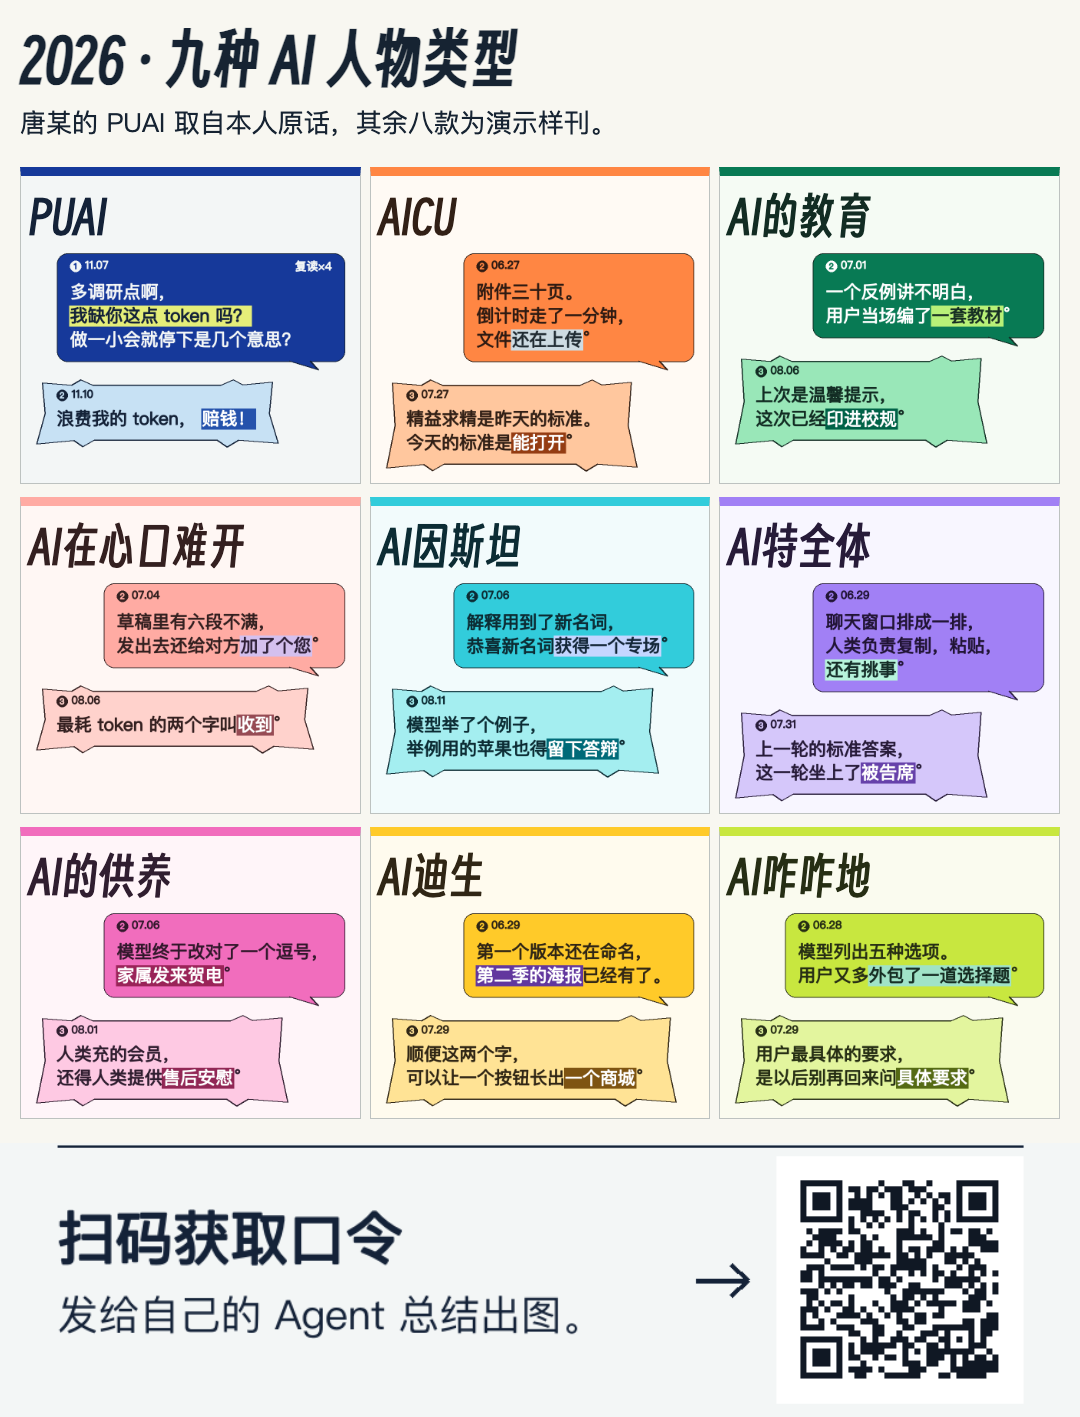 2026 · 九种 AI 人物类型
唐某的 PUAI 取自本人原话，其余八款为演示样刊。
PUAI
1 11.07 复读×4
多调研点啊，
我缺你这点 token 吗？
做一小会就停下是几个意思？
2 11.10
浪费我的 token， 赔钱！
AICU
2 06.27
附件三十页。
倒计时走了一分钟，
文件还在上传°
3 07.27
精益求精是昨天的标准。
今天的标准是能打开°
AI的教育
2 07.01
一个反例讲不明白，
用户当场编了一套教材°
3 08.06
上次是温馨提示，
这次已经印进校规°
AI在心口难开
2 07.04
草稿里有六段不满，
发出去还给对方加了个您°
3 08.06
最耗 token 的两个字叫收到°
AI因斯坦
2 07.06
解释用到了新名词，
恭喜新名词获得一个专场°
3 08.11
模型举了个例子，
举例用的苹果也得留下答辩°
AI特全体
2 06.29
聊天窗口排成一排，
人类负责复制，粘贴，
还有挑事°
3 07.31
上一轮的标准答案，
这一轮坐上了被告席°
AI的供养
2 07.06
模型终于改对了一个逗号，
家属发来贺电°
3 08.01
人类充的会员，
还得人类提供售后安慰°
AI迪生
2 06.29
第一个版本还在命名，
第二季的海报已经有了。
3 07.29
顺便这两个字，
可以让一个按钮长出一个商城°
AI咋咋地
2 06.28
模型列出五种选项。
用户又多外包了一道选择题°
3 07.29
用户最具体的要求，
是以后别再回来问具体要求°
扫码获取口令
发给自己的 Agent 总结出图。
→